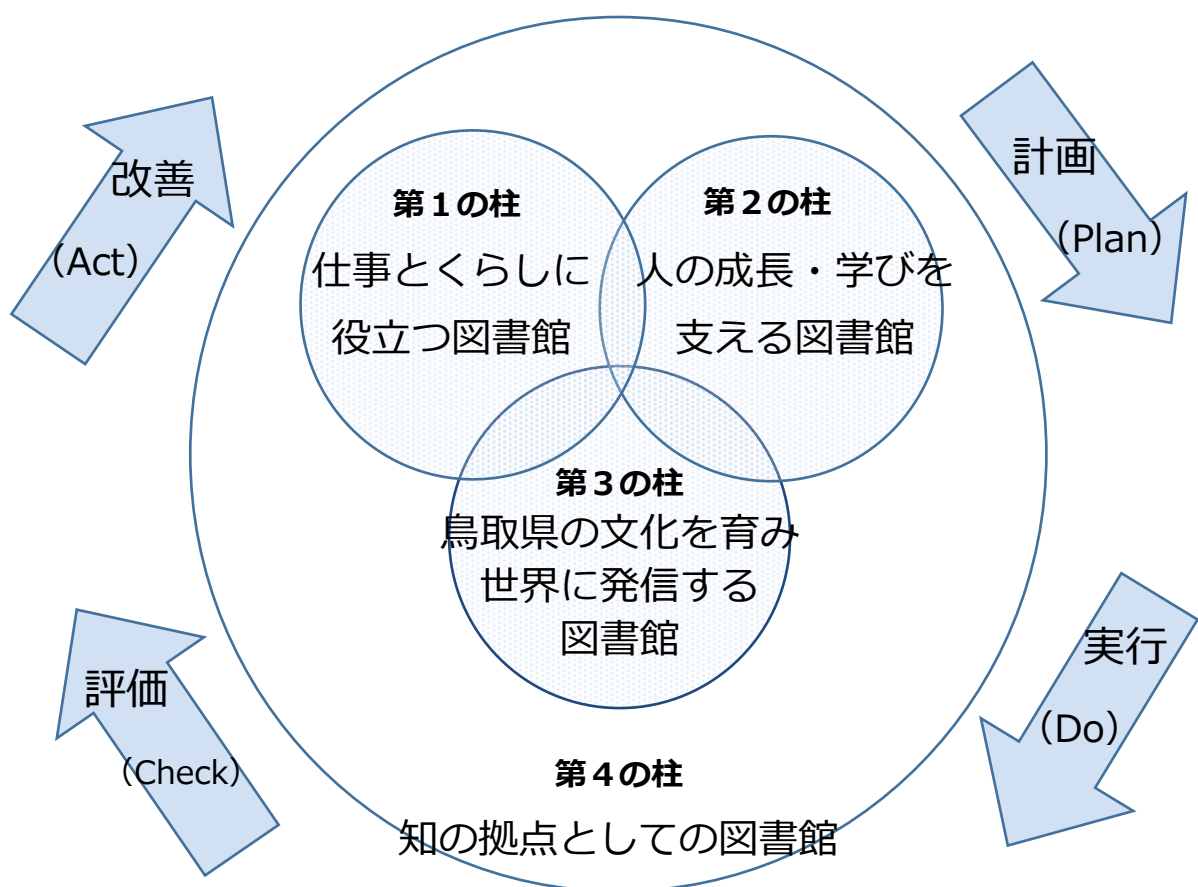 改善
（Act）
計画
（Plan）
第１の柱
仕事とくらしに
役立つ図書館
第２の柱
人の成長・学びを
支える図書館
第３の柱
鳥取県の文化を育み
世界に発信する
図書館
評価
（Check）
実行
（Do）
第４の柱
知の拠点としての図書館